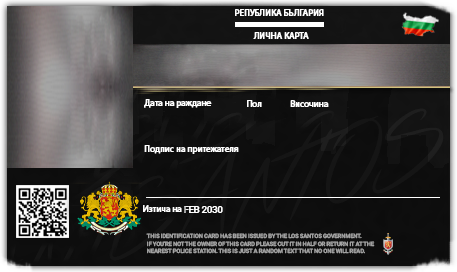 РЕПУБЛИКА БЪЛГАРИЯ
ЛИЧНА КАРТА
Дата на раждане Пол Височина
Подпис на притежателя
Изтича на FEB 2030
THIS IDENTIFICATION CARD HAS BEEN ISSUED BY THE LOS SANTOS GOVERNMENT.
IF YOU'RE NOT THE OWNER OF THIS CARD PLEASE CUT IT IN HALF OR RETURN IT AT THE
NEAREST POLICE STATION. THIS IS JUST A RANDOM TEXT THAT NO ONE WILL READ.